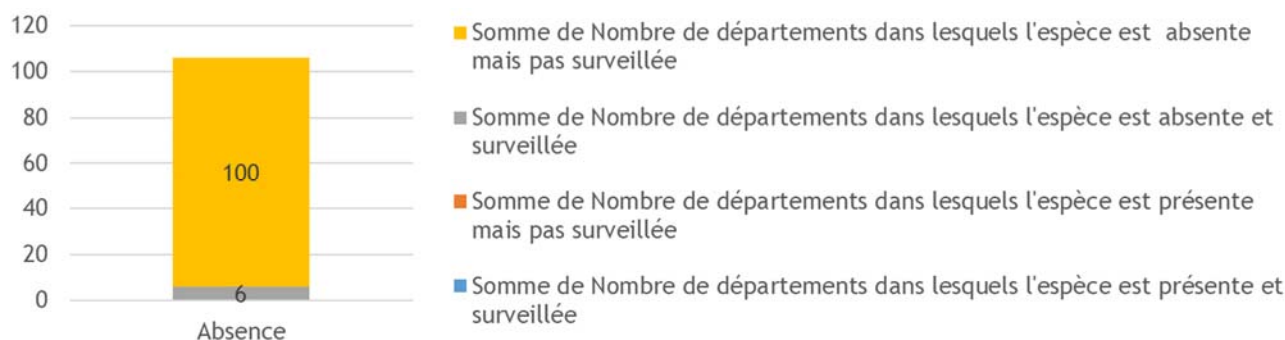 120
100
80
60
40
20
0
100
6
Absence
Somme de Nombre de départements dans lesquels l'espèce est  absente
mais pas surveillée
Somme de Nombre de départements dans lesquels l'espèce est absente et
surveillée
Somme de Nombre de départements dans lesquels l'espèce est présente
mais pas surveillée
Somme de Nombre de départements dans lesquels l'espèce est présente et
surveillée